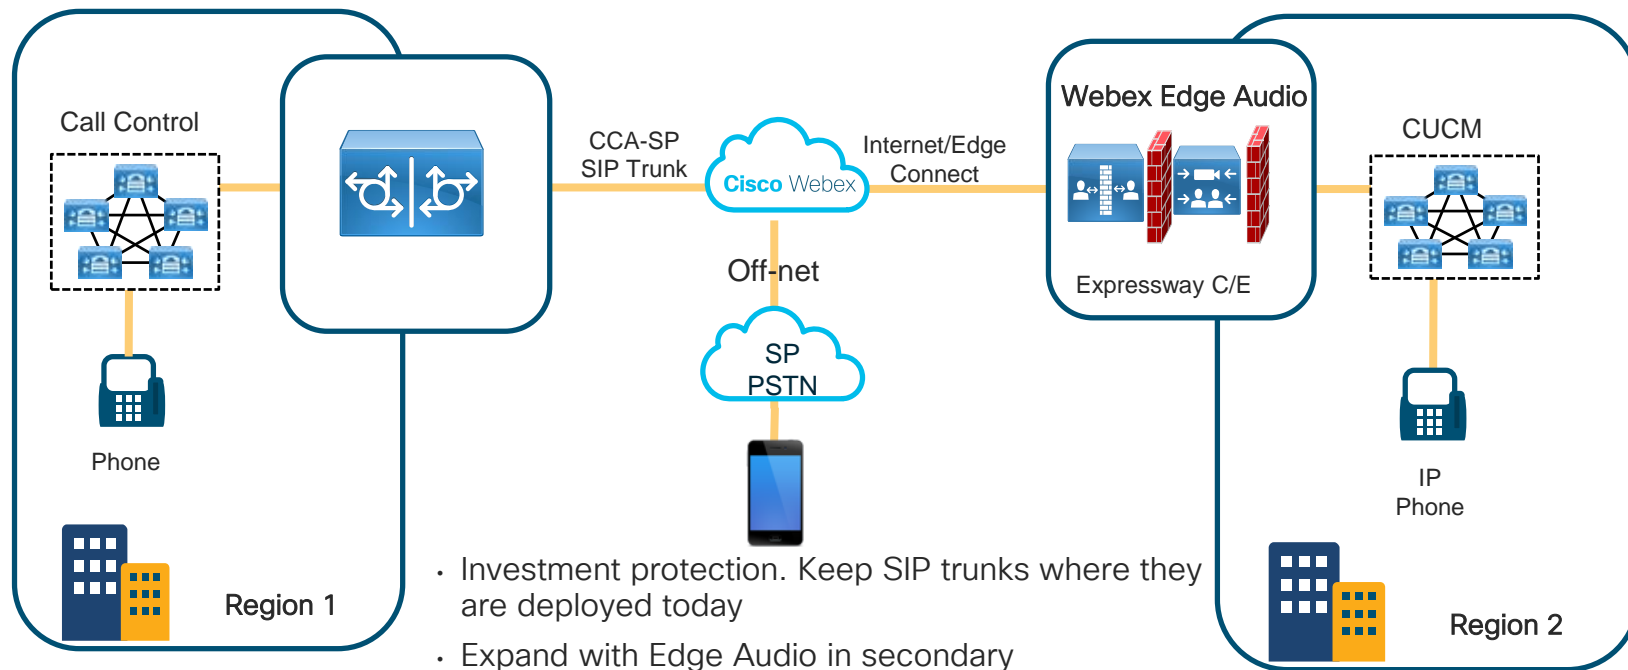 Call Control
Phone
Region 1
CCA-SP
SIP Trunk
Cisco Webex
Off-net
SP
PSTN
Internet/Edge
Connect
Webex Edge Audio
Expressway C/E
CUCM
IP
Phone
Region 2
• Investment protection. Keep SIP trunks where they
are deployed today
• Expand with Edge Audio in secondary